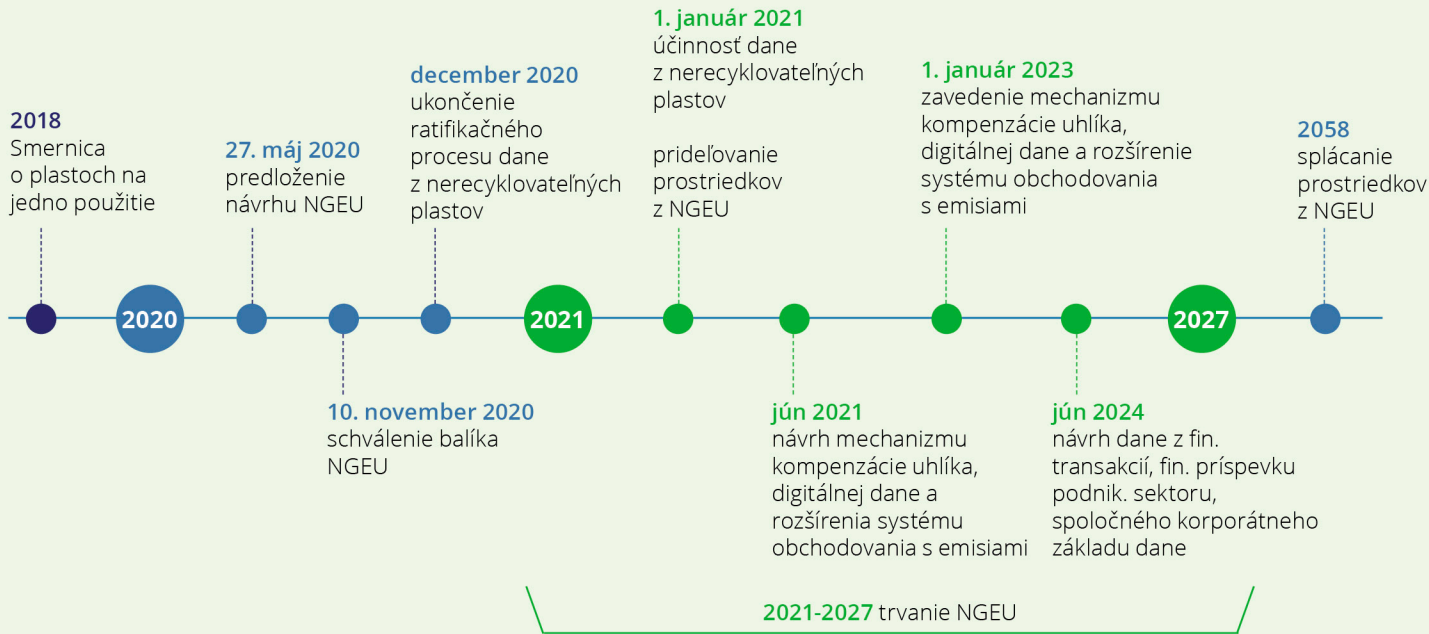 2018
Smernica
o plastoch na
jedno použitie
2020
27. máj 2020
predloženie
návrhu NGEU
10. november 2020
schválenie balíka
NGEU
december 2020
ukončenie
ratifikačného
procesu dane
z nerecyklovateľných
plastov
2021
1. január 2021
účinnosť dane
z nerecyklovateľných
plastov
prideľovanie
prostriedkov
z NGEU
jún 2021
návrh mechanizmu
kompenzácie uhlíka,
digitálnej dane a
rozšírenia systému
obchodovania s emisiami
1. január 2023
zavedenie mechanizmu
kompenzácie uhlíka,
digitálnej dane a rozšírenie
systému obchodovania
s emisiami
jún 2024
návrh dane z fin.
transakcií, fin. príspevku
podnik. sektoru,
spoločného korporátneho
základu dane
2027
2058
splácanie
prostriedkov
z NGEU
2021-2027 trvanie NGEU